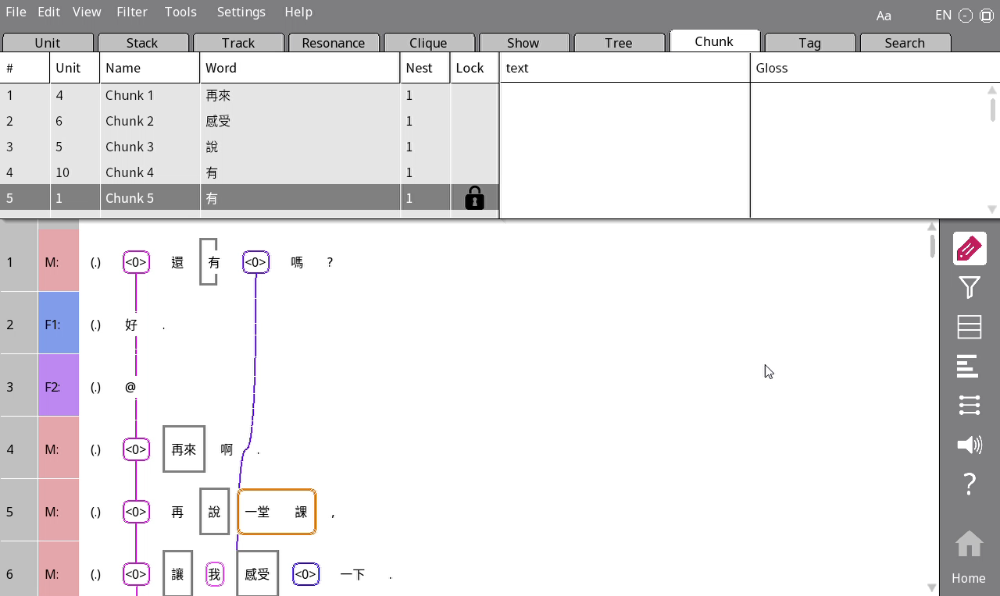 File Edit View Filter Tools Settings Help Aa EN
Unit Stack Track Resonance Clique Show Tree Chunk Tag Search
# Unit Name Word Nest Lock text Gloss
1 4 Chunk 1 再來 1
2 6 Chunk 2 感受 1
3 5 Chunk 3 說 1
4 10 Chunk 4 有 1
5 1 Chunk 5 有 1
1 M: (.) <0> 還 有 <0> 嗎 ?
2 F1: (.) 好 .
3 F2: (.) @
4 M: (.) <0> 再來 啊 .
5 M: (.) <0> 再 說 一堂 課 ,
6 M: (.) <0> 讓 我 感受 <0> 一下 .
?
Home